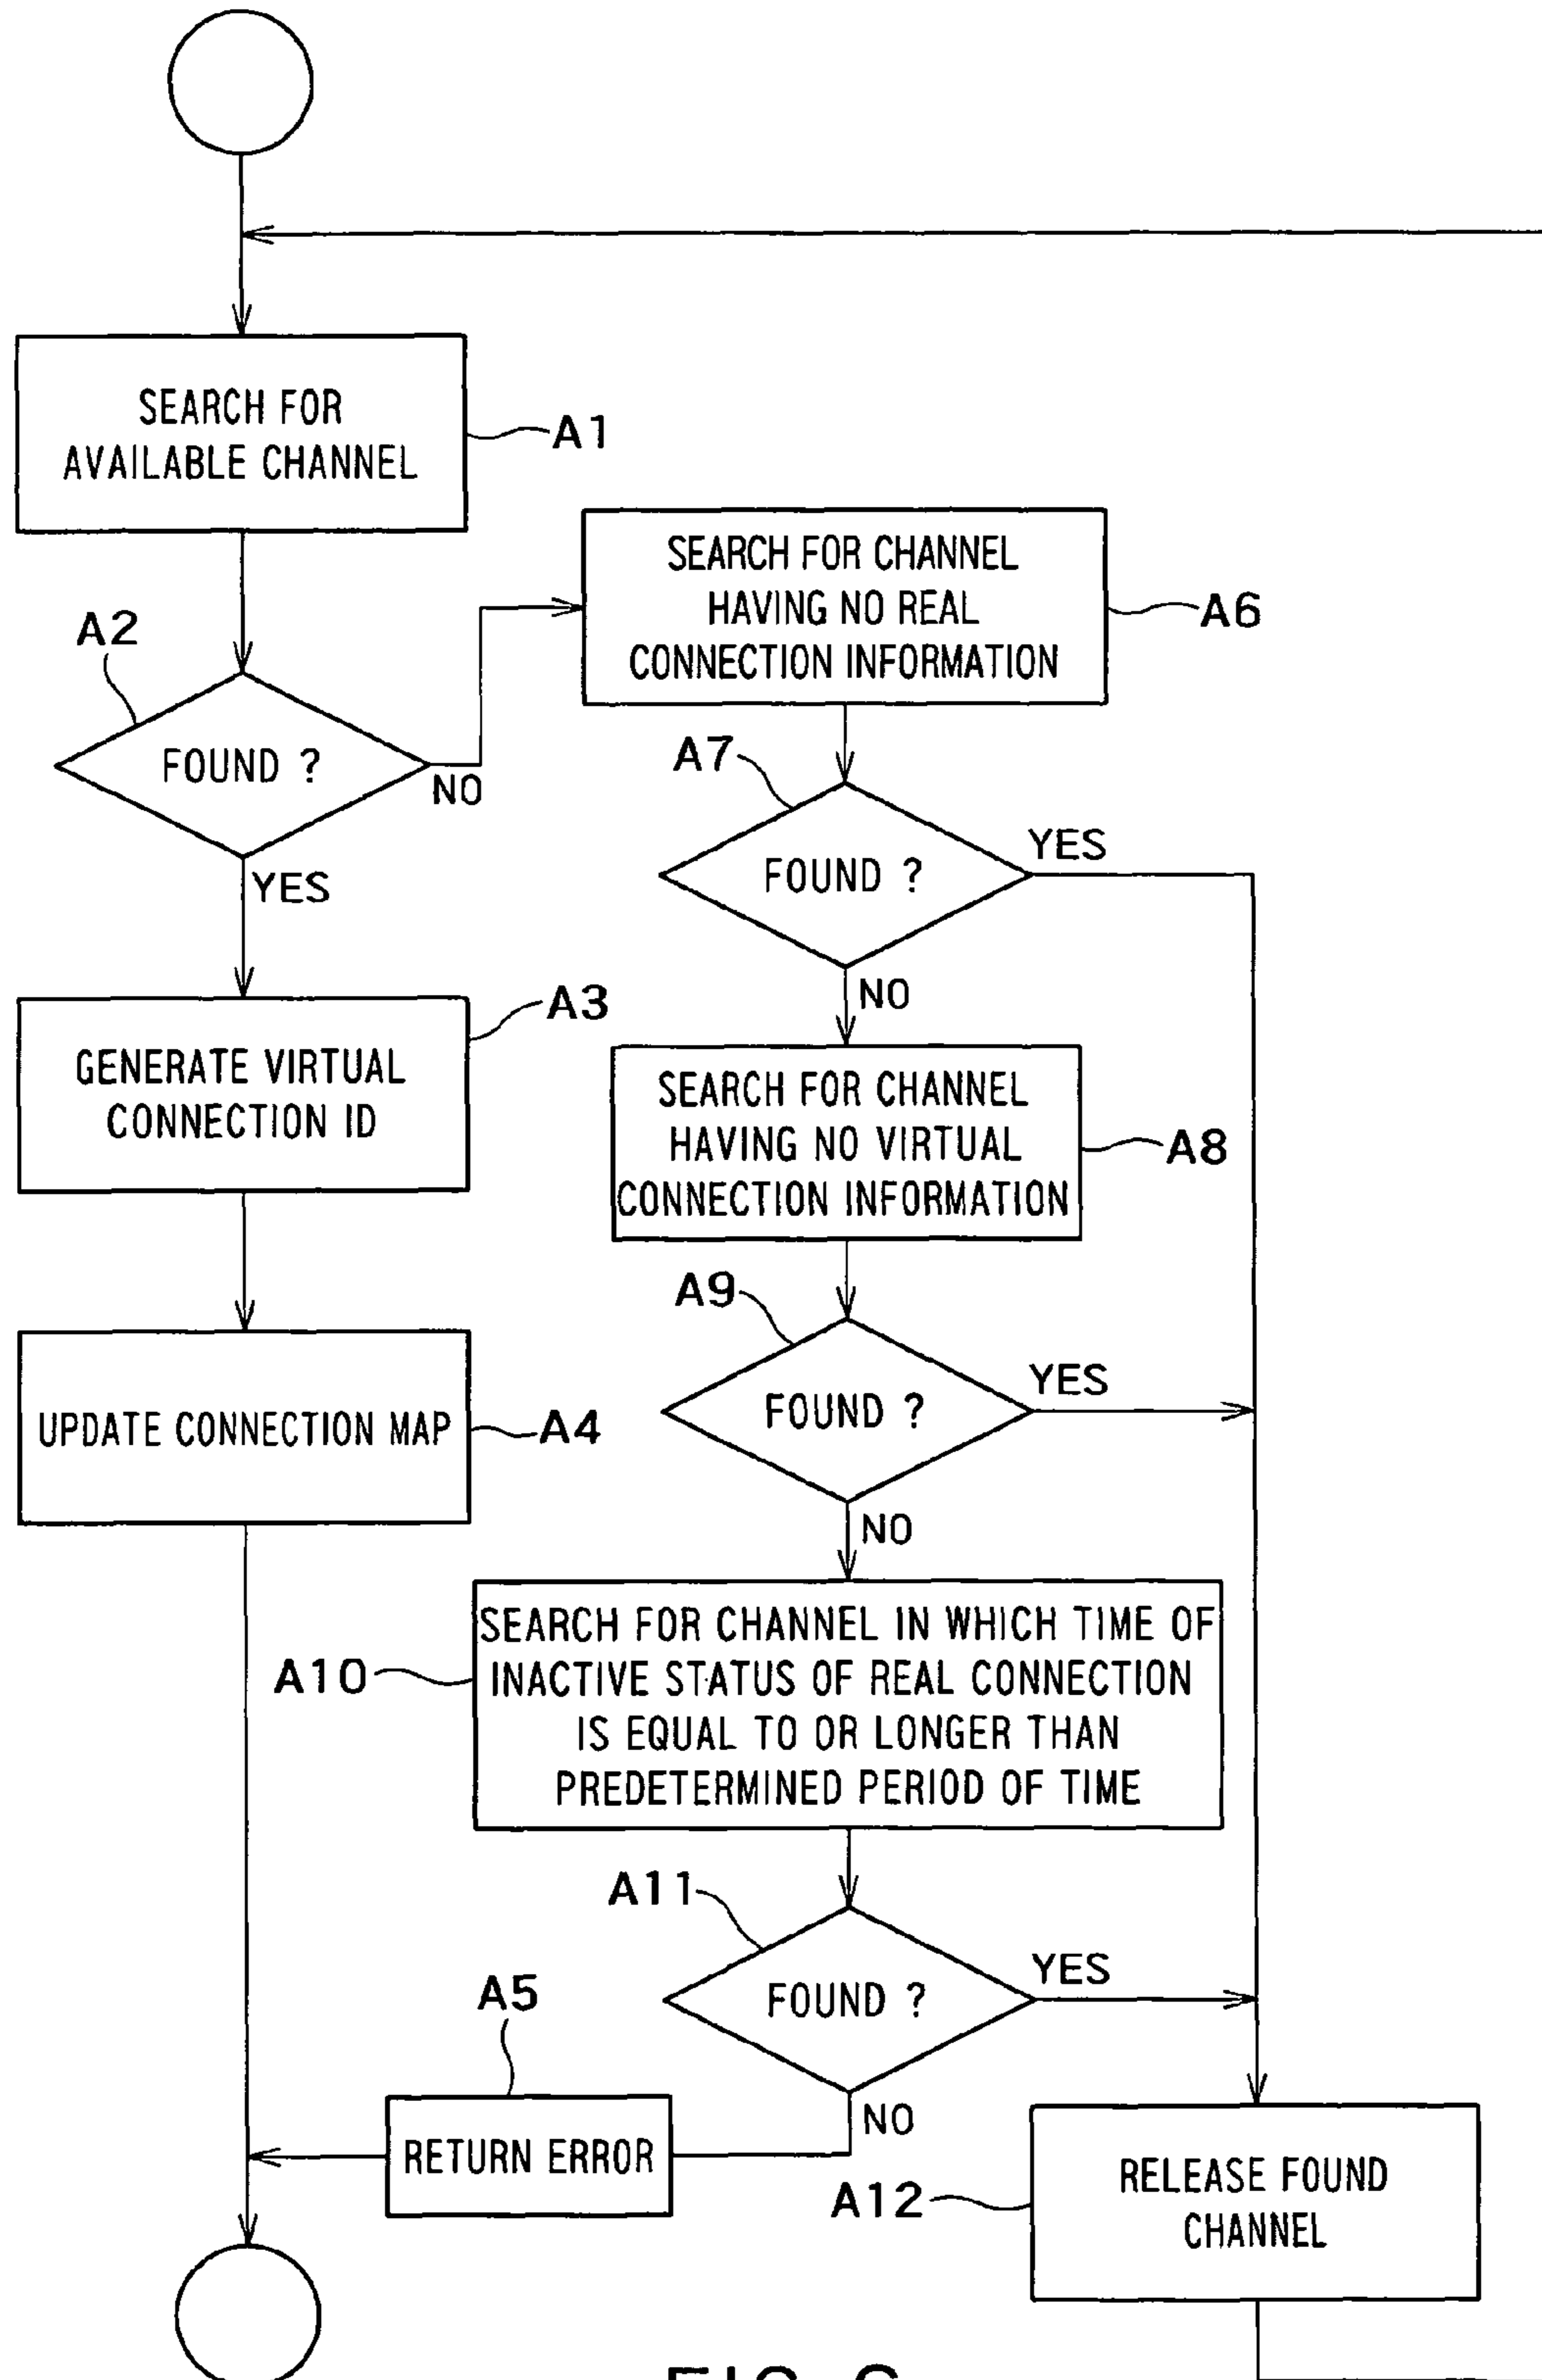 SEARCH FOR
AVAILABLE CHANNEL
A1
A2
FOUND ?
NO
YES
GENERATE VIRTUAL
CONNECTION ID
A3
UPDATE CONNECTION MAP
A4
SEARCH FOR CHANNEL
HAVING NO REAL
CONNECTION INFORMATION
A6
A7
FOUND ?
YES
NO
SEARCH FOR CHANNEL
HAVING NO VIRTUAL
CONNECTION INFORMATION
A8
A9
FOUND ?
YES
NO
SEARCH FOR CHANNEL IN WHICH TIME OF
INACTIVE STATUS OF REAL CONNECTION
IS EQUAL TO OR LONGER THAN
PREDETERMINED PERIOD OF TIME
A10
A11
FOUND ?
YES
NO
A5
RETURN ERROR
A12
RELEASE FOUND
CHANNEL